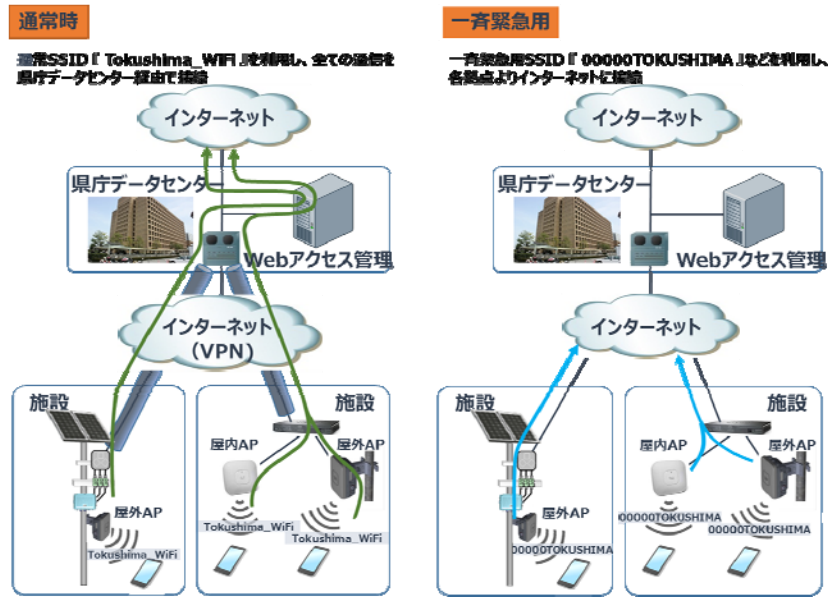 通常時
通常SSID『 Tokushima_WiFi 』を利用し、全ての通信を
県庁データセンター経由で接続
インターネット
県庁データセンター
Webアクセス管理
インターネット
(VPN)
施設
屋外AP
Tokushima_WiFi
施設
屋内AP
屋外AP
Tokushima_WiFi
Tokushima_WiFi
一斉緊急用
一斉緊急用SSID『 00000TOKUSHIMA 』などを利用し、
各拠点よりインターネットに接続
インターネット
県庁データセンター
Webアクセス管理
インターネット
施設
屋外AP
00000TOKUSHIMA
施設
屋内AP
屋外AP
00000TOKUSHIMA
00000TOKUSHIMA